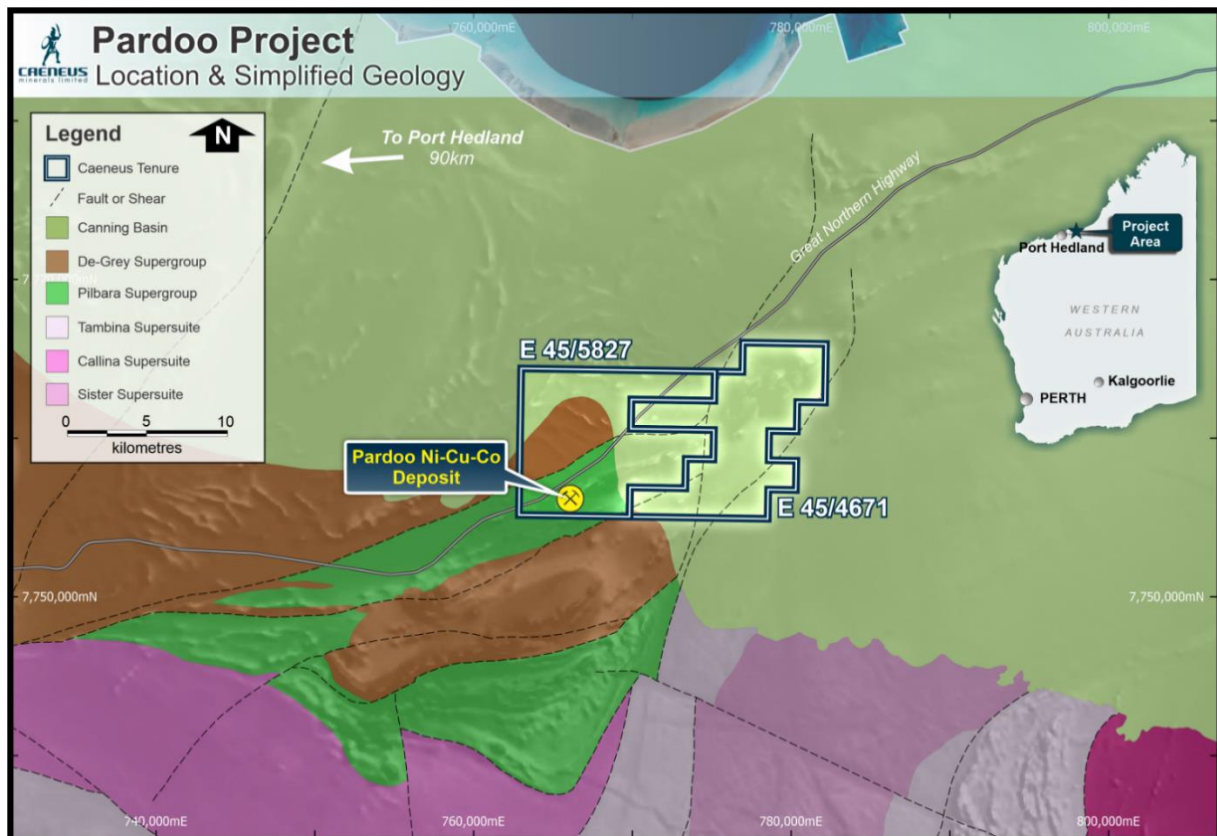 760,000mE
780,000mE
800,000mE
Pardoo Project
Location & Simplified Geology
CAENEUS
minerals limited
Legend
N
Caeneus Tenure
Fault or Shear
Canning Basin
De-Grey Supergroup
Pilbara Supergroup
Tambina Supersuite
Callina Supersuite
Sister Supersuite
0 5 10
kilometres
To Port Hedland
90km
Great Northern Highway
Project
Area
Port Hedland
WESTERN
AUSTRALIA
Kalgoorlie
PERTH
E 45/5827
Pardoo Ni-Cu-Co
Deposit
E 45/4671
7,750,000mN
7,750,000mN
740,000mE
760,000mE
780,000mE
800,000mE